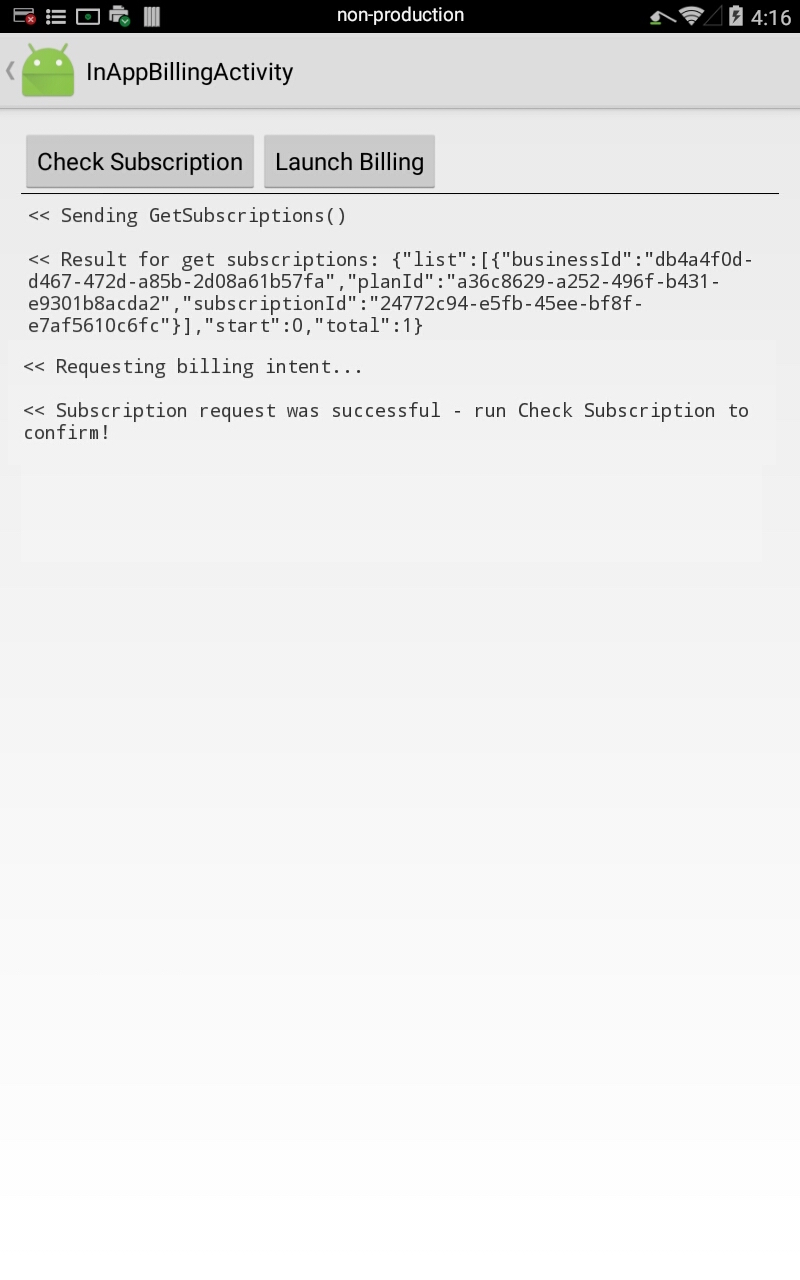 non-production
4:16
InAppBillingActivity
Check Subscription
Launch Billing
<< Sending GetSubscriptions()
<< Result for get subscriptions: {"list":[{"businessId":"db4a4f0d-
d467-472d-a85b-2d08a61b57fa","planId":"a36c8629-a252-496f-b431-
e9301b8acda2","subscriptionId":"24772c94-e5fb-45ee-bf8f-
e7af5610c6fc"}],"start":0,"total":1}
<< Requesting billing intent...
<< Subscription request was successful - run Check Subscription to
confirm!